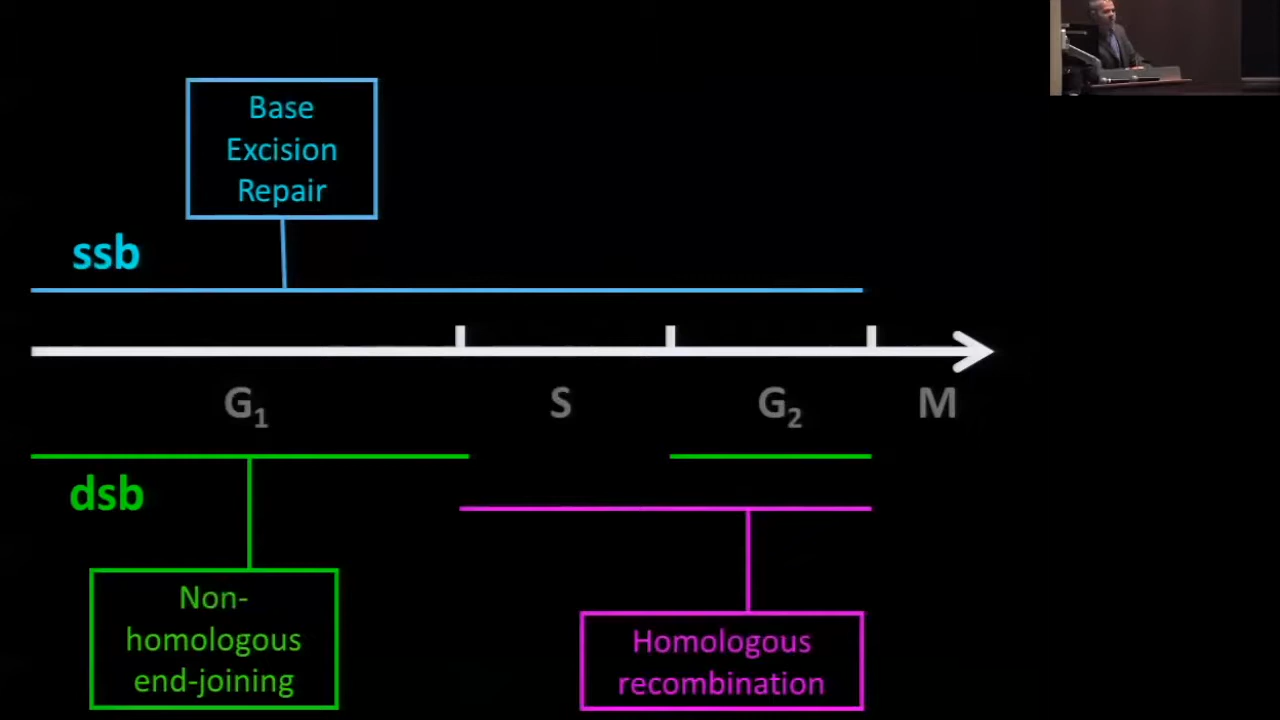 Base
Excision
Repair
ssb
G₁
S
G₂
M
dsb
Non-
homologous
end-joining
Homologous
recombination